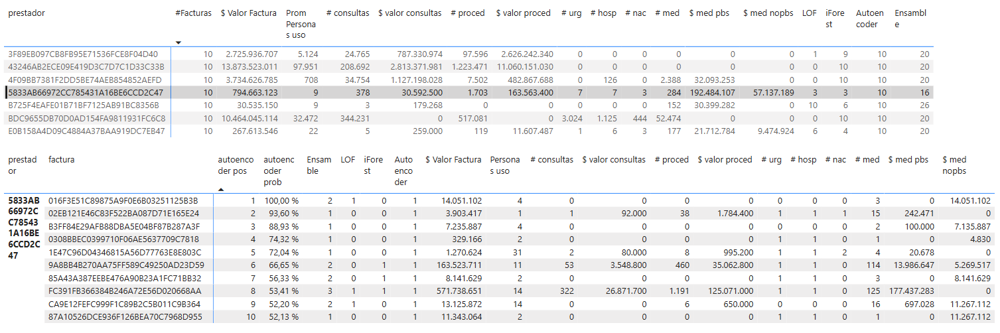 prestador #Facturas $ Valor Factura Prom # consultas $ valor consultas # proced $ valor proced # urg # hosp # nac # med $ med pbs $ med nopbs LOF iFore Autoen Ensambl
Persona st coder e
s uso
3F89EB097CB8FB95E71536FCE8F04D40 10 2.725.936.707 5.124 24.765 787.330.974 97.596 2.626.242.340 0 0 0 0 0 0 1 9 10 20
43246AB2ECE09E419D3C7D7C1D33C33B 10 13.873.523.011 97.951 208.692 2.813.371.981 1.223.471 11.060.151.030 0 0 0 0 0 0 0 10 10 20
4F09BB7381F2DD5BE74AEB854852AEFD 10 3.734.626.785 708 34.754 1.127.198.028 7.502 482.867.688 0 126 0 2.388 32.093.253 0 0 10 10 20
5833AB66972CC785431A16BE6CCD2C47 10 794.663.123 9 378 30.592.500 1.703 163.563.400 7 7 3 284 192.484.107 57.137.189 3 3 10 16
B725F4EAFE01B71BF7125AB91BC8356B 10 30.535.150 9 3 179.268 0 0 0 0 0 152 30.399.282 0 10 6 10 26
BDC9655DB70D0AD154FA9811931FC6C8 10 10.464.045.114 32.472 344.231 0 517.081 0 3.024 1.125 444 52.474 0 0 0 10 10 20
E0B158A4D09C4884A37BAA919DC7EB47 10 267.613.546 22 5 259.000 119 11.607.487 1 6 3 177 21.712.784 9.474.924 6 4 10 20
prestad factura autoenco autoenc Ensam LOF iFore Auto $ Valor Factura Persona # consultas $ valor consultas # proced $ valor proced # urg # hosp # nac # med $ med pbs $ med
or der pos oder ble st enco s uso nopbs
prob der
5833AB 016F3E51C89875A9F0E6B03251125B3B 1 100,00 % 2 1 0 1 14.051.102 4 0 0 0 0 0 0 0 3 0 14.051.102
66972C 02EB121E46C83F522BA087D71E165E24 2 93,60 % 1 0 0 1 3.903.417 1 1 92.000 38 1.784.400 1 1 1 15 242.471 0
C78543 B3FF84E29AFB88DBA5E04BF87B287A3F 3 88,93 % 1 0 0 1 7.235.887 4 0 0 0 0 0 0 0 2 100.000 7.135.887
1A16BE 0308BBEC0399710F06AE5637709C7818 4 74,32 % 1 0 0 1 329.166 2 0 0 0 0 1 1 0 1 0 4.830
6CCD2C 1E47C96D04346815A56D77763E8E803C 5 72,04 % 1 0 0 1 1.270.624 31 2 80.000 8 995.200 1 1 2 4 20.678 0
47 9A8BB4B270AA75FF589C49250AD23D59 6 66,65 % 2 0 1 1 163.523.711 11 53 3.548.800 460 35.062.800 1 1 0 114 13.986.647 5.269.517
85A43A387EEBE476A90B23A1FC71BB32 7 56,33 % 2 0 1 1 8.141.629 2 0 0 0 0 1 1 0 3 0 8.141.629
FC391FB366384B246A72E56D020668AA 8 53,41 % 3 1 1 1 571.738.651 14 322 26.871.700 1.191 125.071.000 1 1 0 125 177.437.283 0
CA9E12FEFC999F1C89B2C5B011C9B364 9 52,20 % 2 1 0 1 13.125.872 14 0 0 6 650.000 0 0 0 16 697.028 11.267.112
87A10526DCE936F126BEA70C7968D955 10 52,13 % 1 0 0 1 11.343.064 2 0 0 0 0 1 1 0 1 0 11.267.112